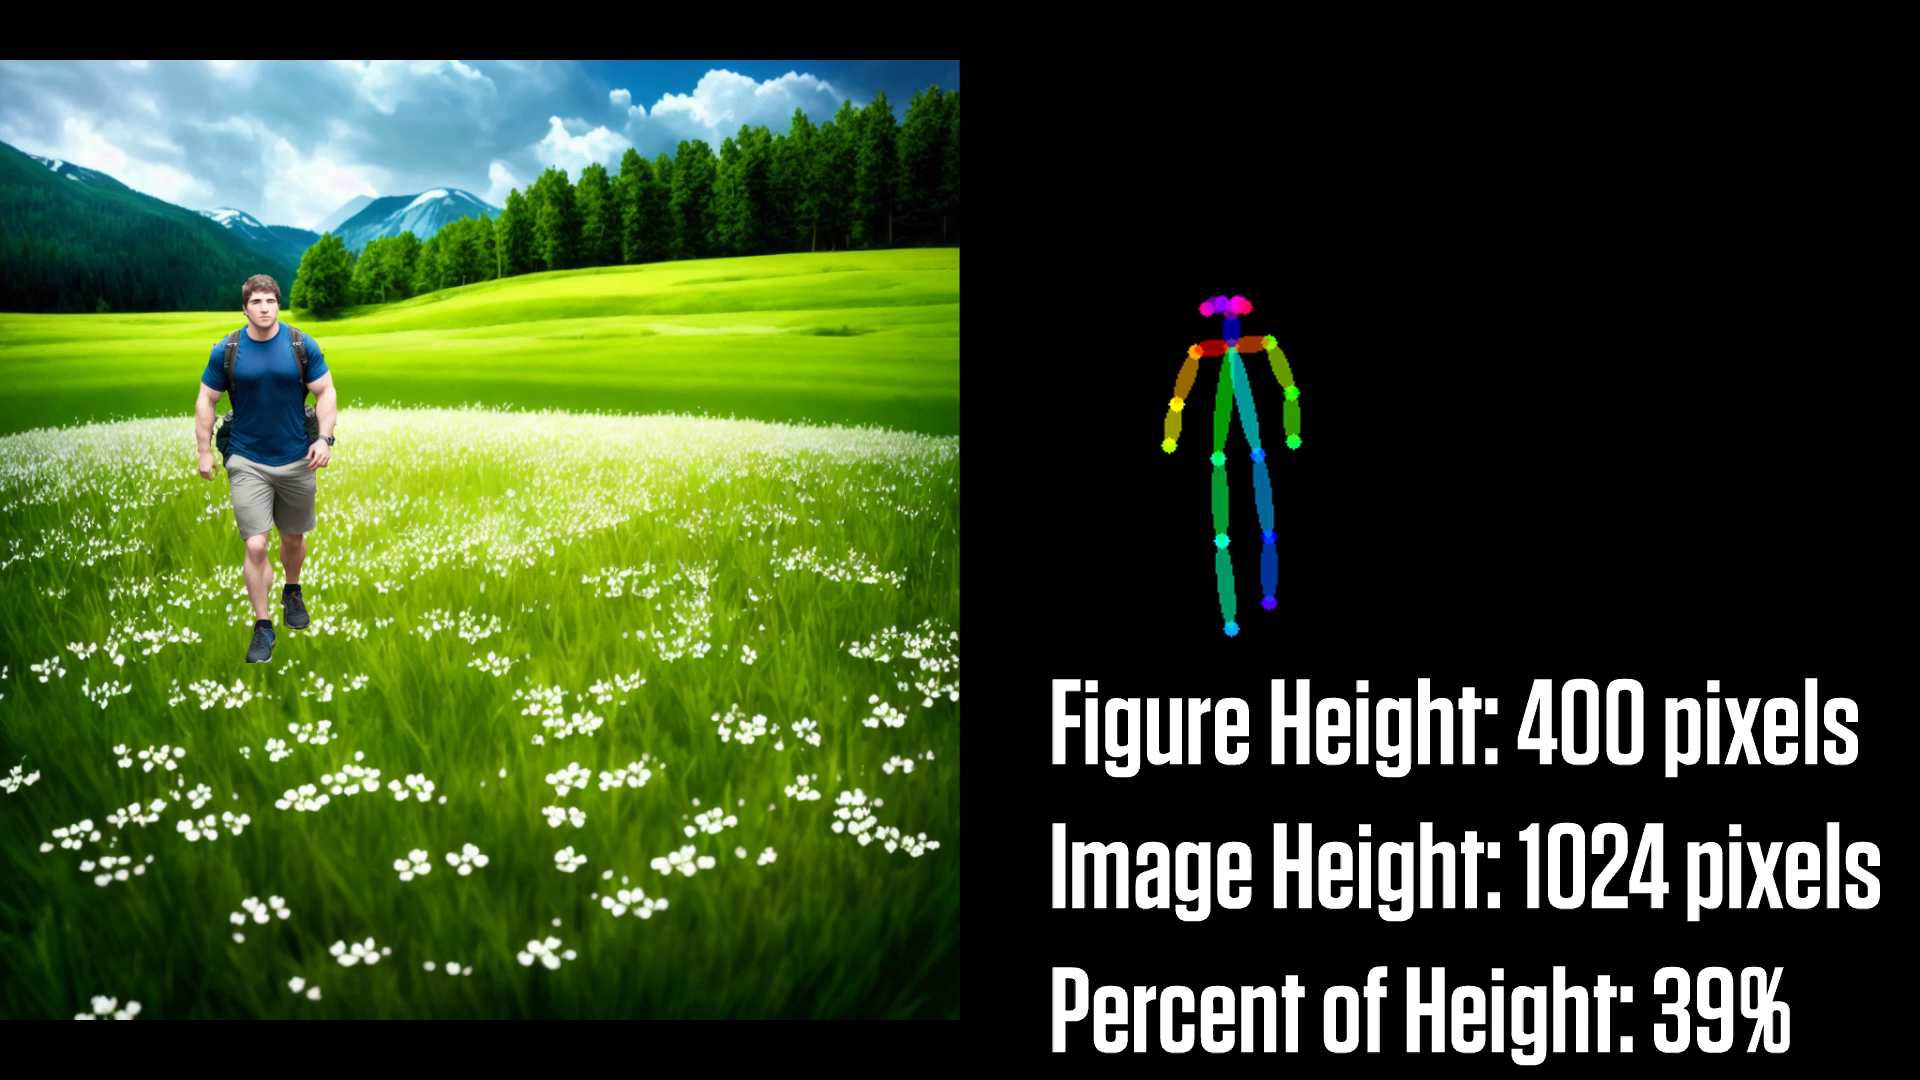 Figure Height: 400 pixels
Image Height: 1024 pixels
Percent of Height: 39%